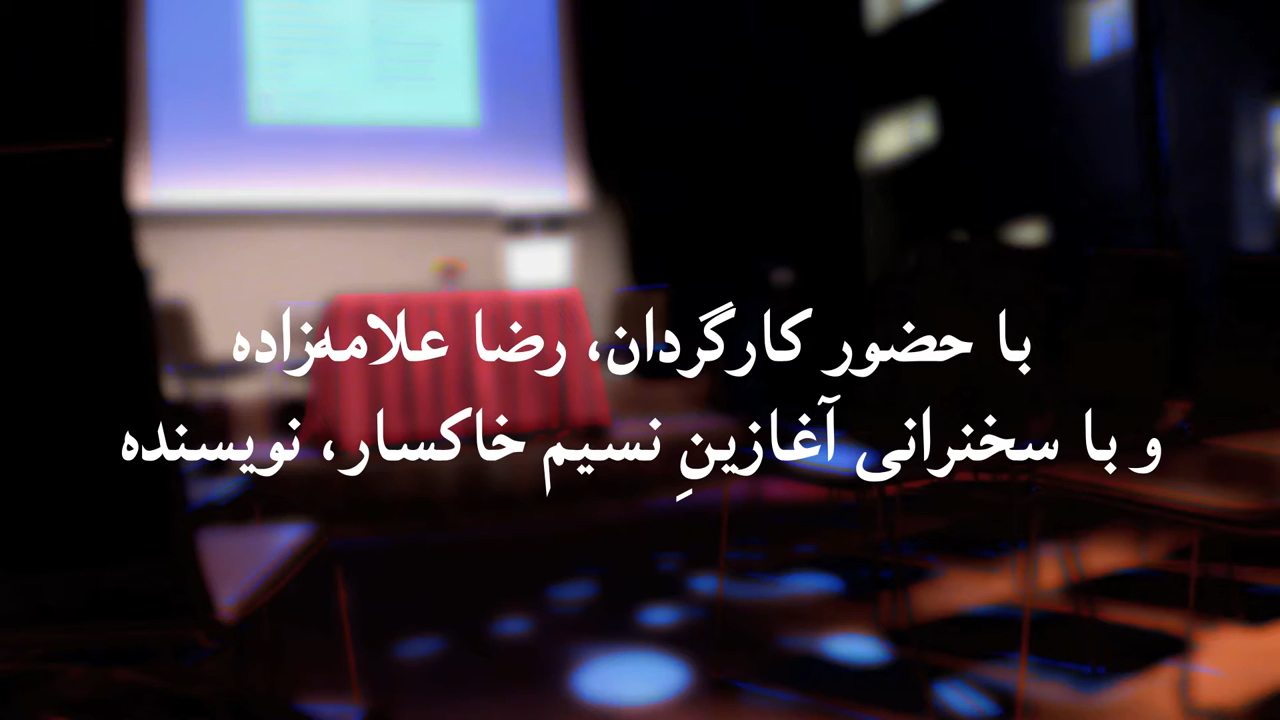 با حضور کارگردان، رضا علامه‌زاده
و با سخنرانی آغازینِ نسیم خاکسار، نویسنده